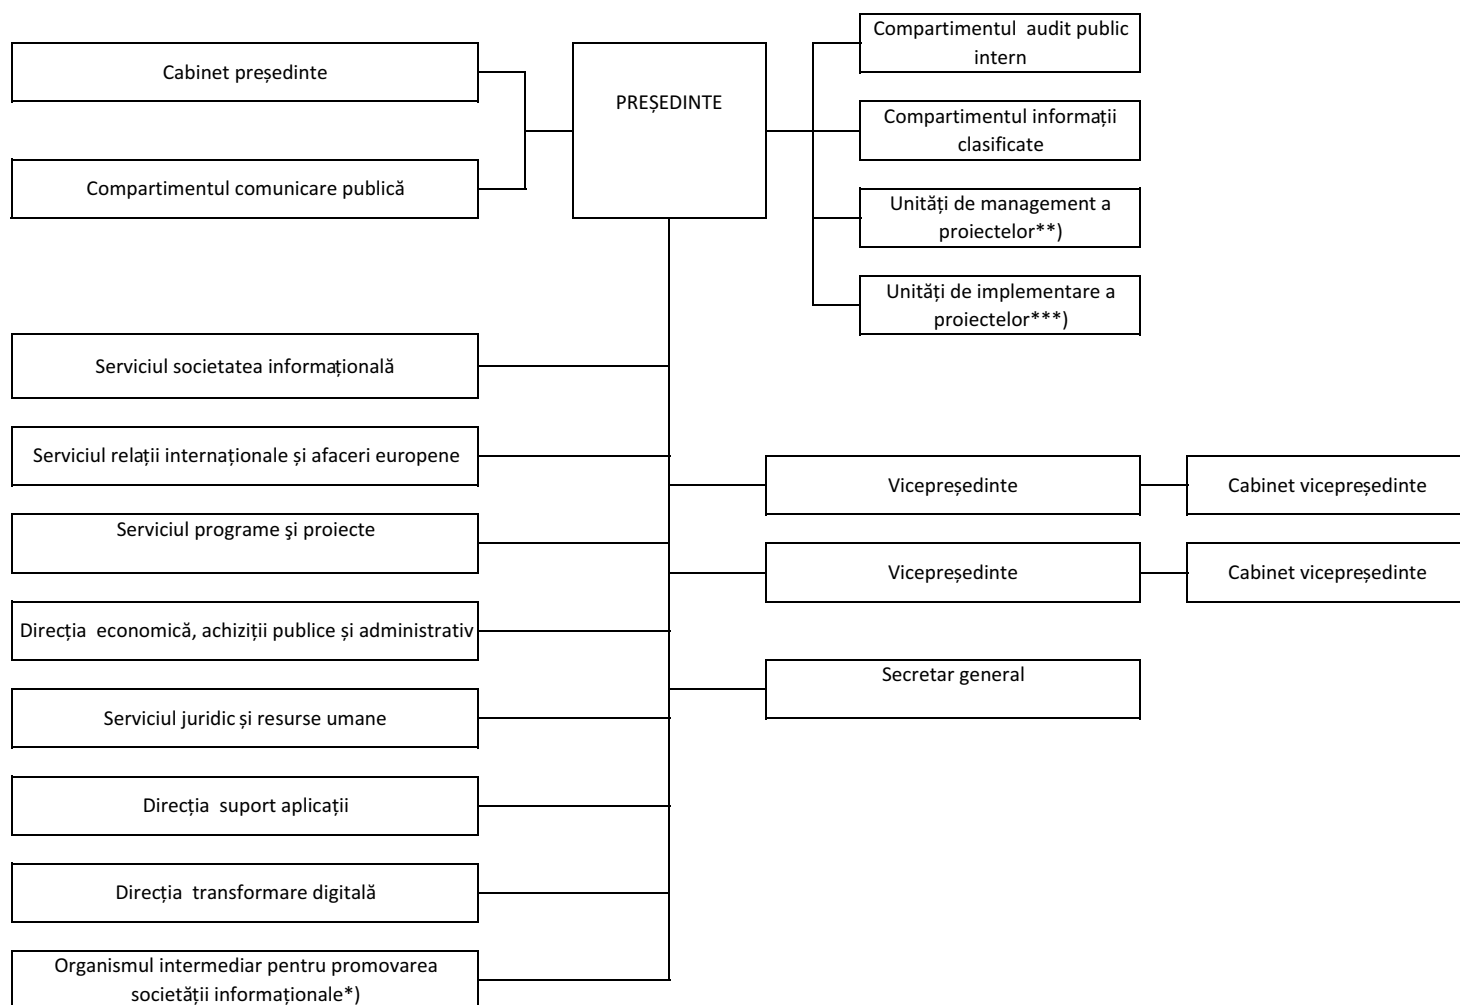 Cabinet președinte
Compartimentul comunicare publică
PREȘEDINTE
Compartimentul audit public
intern
Compartimentul informații
clasificate
Unități de management a
proiectelor**)
Unități de implementare a
proiectelor***)
Serviciul societatea informațională
Serviciul relații internaționale și afaceri europene
Serviciul programe şi proiecte
Direcția economică, achiziții publice și administrativ
Serviciul juridic și resurse umane
Direcția suport aplicații
Direcția transformare digitală
Organismul intermediar pentru promovarea
societății informaționale*)
Vicepreședinte
Cabinet vicepreședinte
Vicepreședinte
Cabinet vicepreședinte
Secretar general